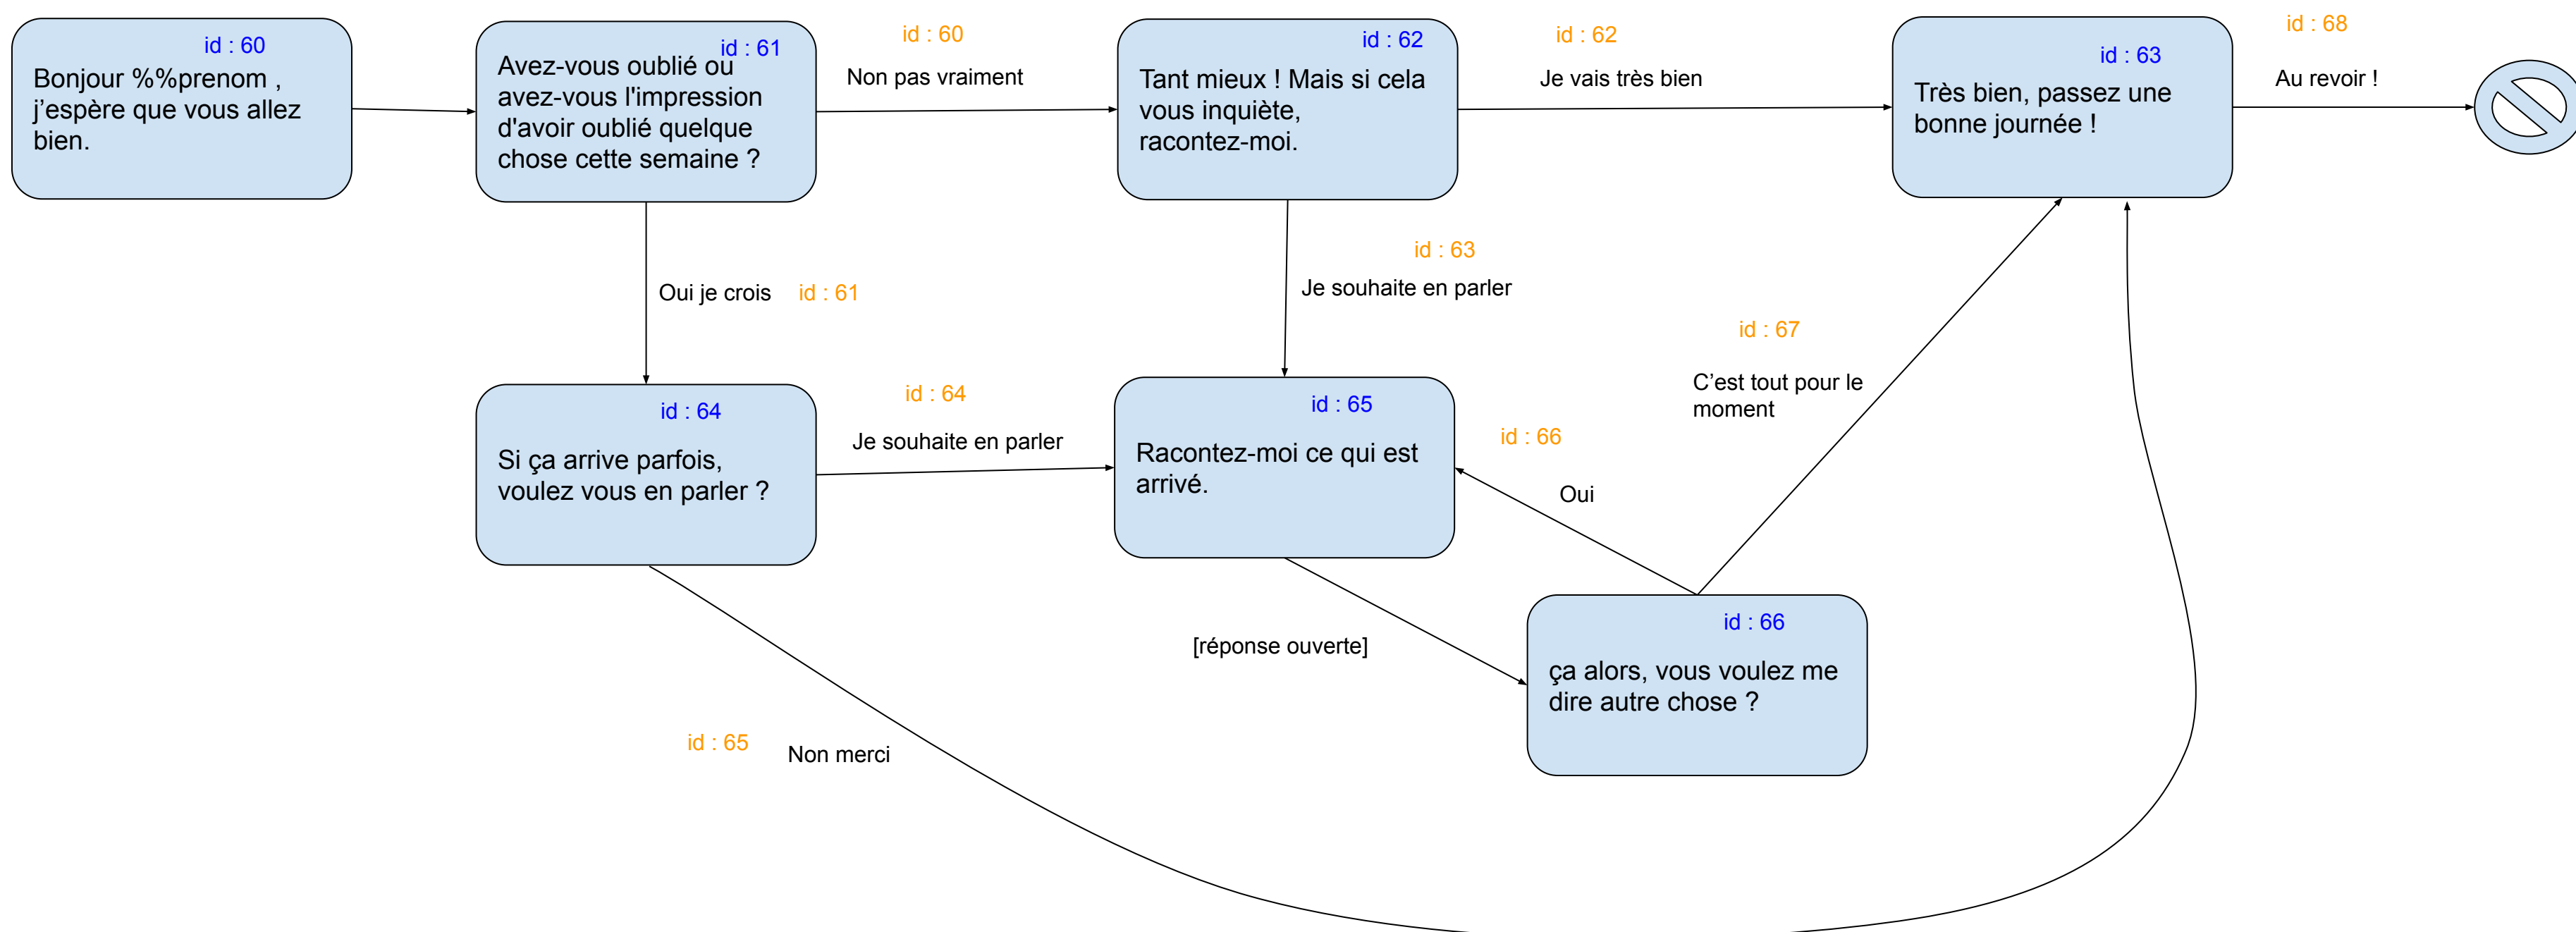 id : 60
Bonjour %%prenom ,
j’espère que vous allez
bien.
id : 61
Avez-vous oublié ou
avez-vous l'impression
d'avoir oublié quelque
chose cette semaine ?
id : 60
Non pas vraiment
id : 62
Tant mieux ! Mais si cela
vous inquiète,
racontez-moi.
id : 62
Je vais très bien
id : 63
Très bien, passez une
bonne journée !
id : 68
Au revoir !
Oui je crois
id : 61
id : 63
Je souhaite en parler
id : 67
C’est tout pour le
moment
id : 64
Si ça arrive parfois,
voulez vous en parler ?
id : 64
Je souhaite en parler
id : 65
Racontez-moi ce qui est
arrivé.
id : 66
Oui
[réponse ouverte]
id : 66
ça alors, vous voulez me
dire autre chose ?
id : 65
Non merci